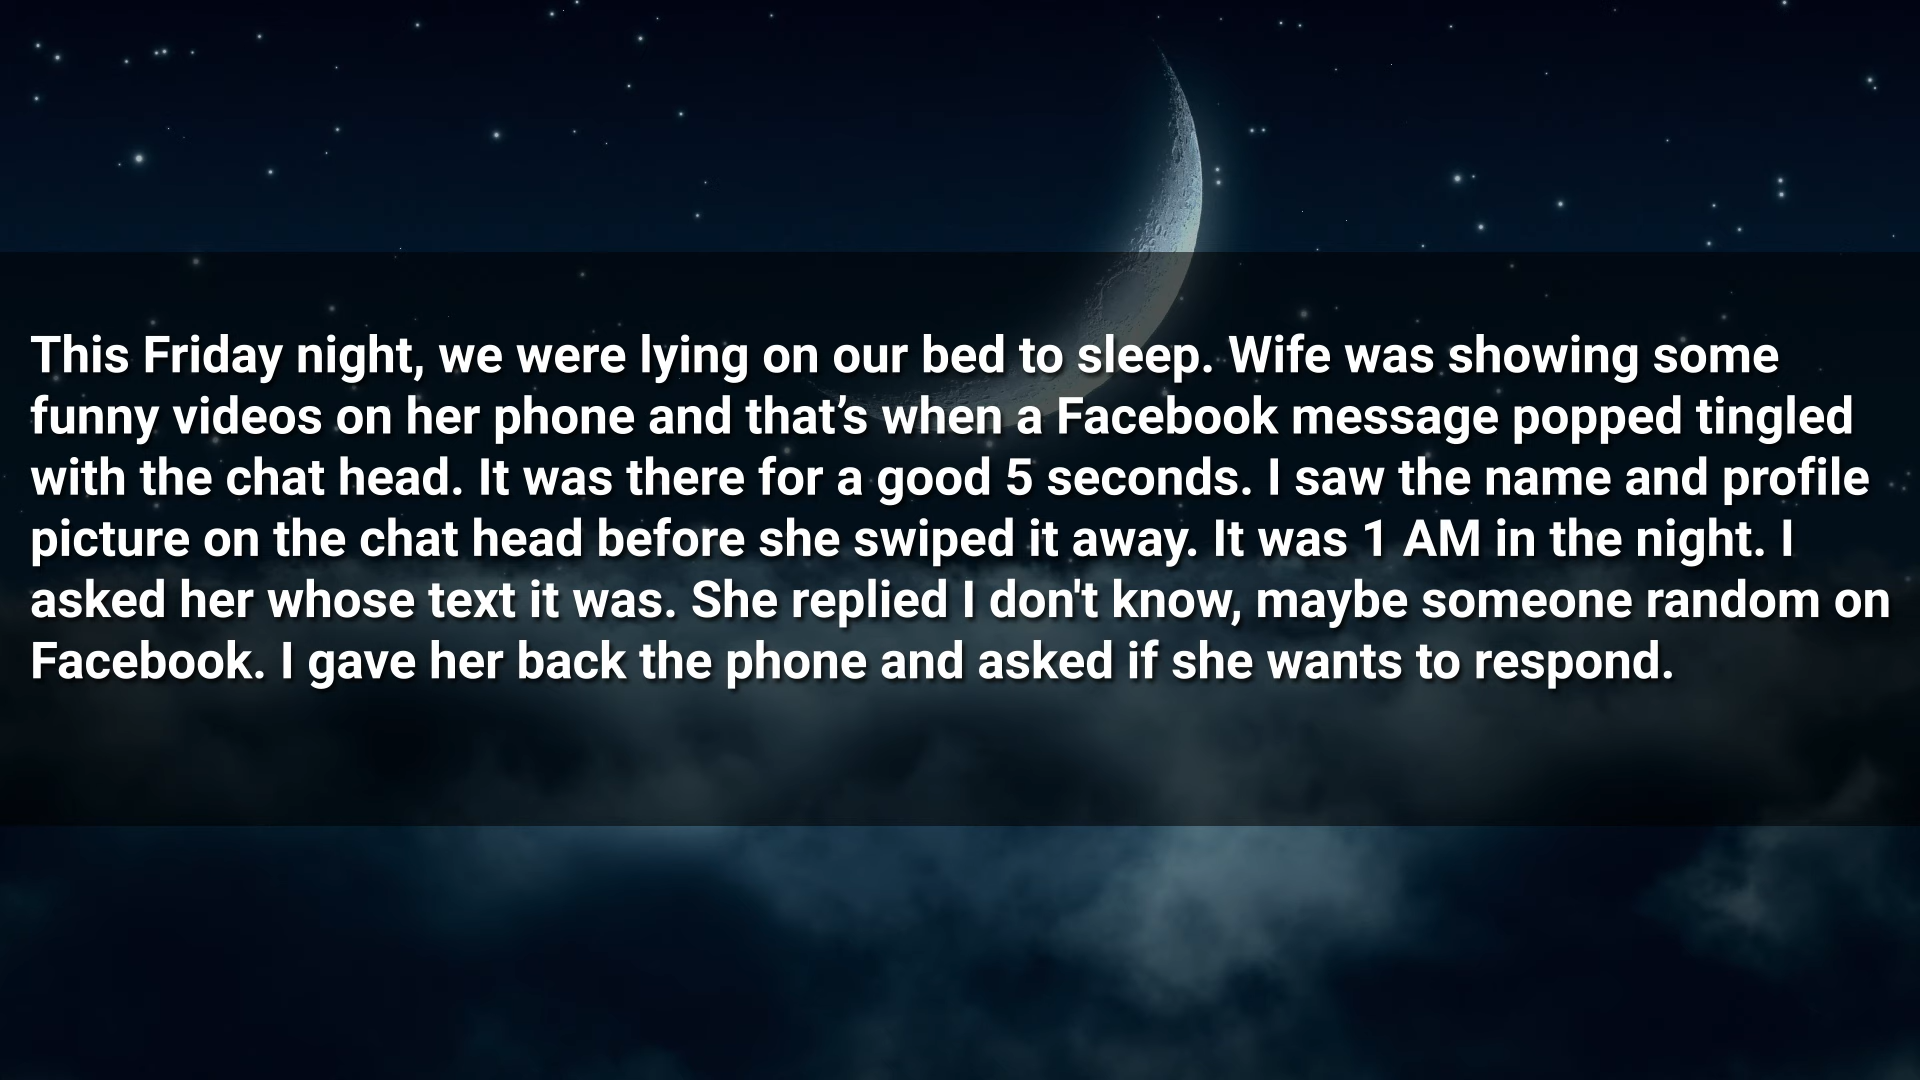 This Friday night, we were lying on our bed to sleep. Wife was showing some
funny videos on her phone and that’s when a Facebook message popped tingled
with the chat head. It was there for a good 5 seconds. I saw the name and profile
picture on the chat head before she swiped it away. It was 1 AM in the night. I
asked her whose text it was. She replied I don't know, maybe someone random on
Facebook. I gave her back the phone and asked if she wants to respond.